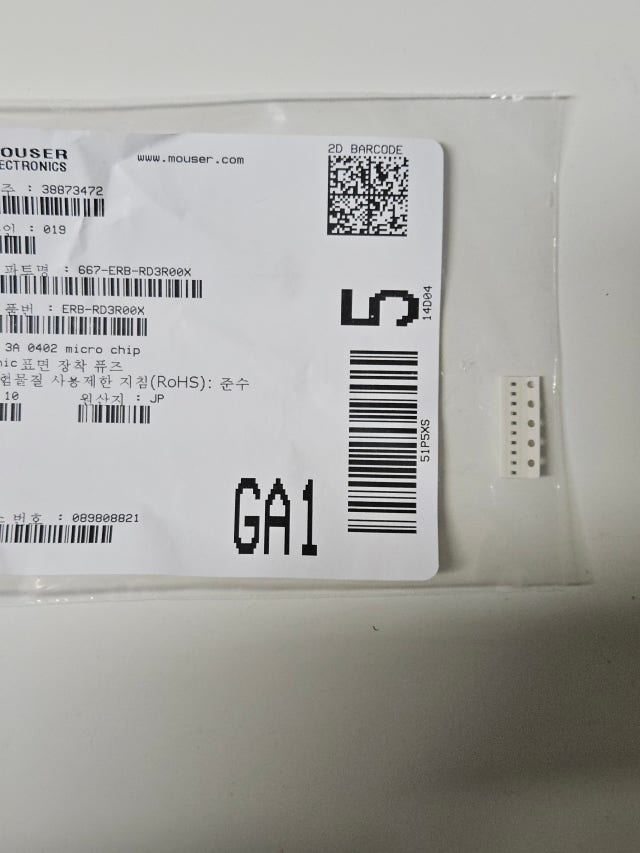 OUSER
ECTRONICS
www.mouser.com
2D BARCODE
주 : 38873472
: 019
파트명 : 667-ERB-RD3R00X
품번 : ERB-RD3R00X
3A 0402 micro chip
표면 장착 퓨즈
험물질 사용제한 지침(RoHS): 준수
10
원산지 : JP
번호 : 089808821
GA1
5
14D04
51P5XS